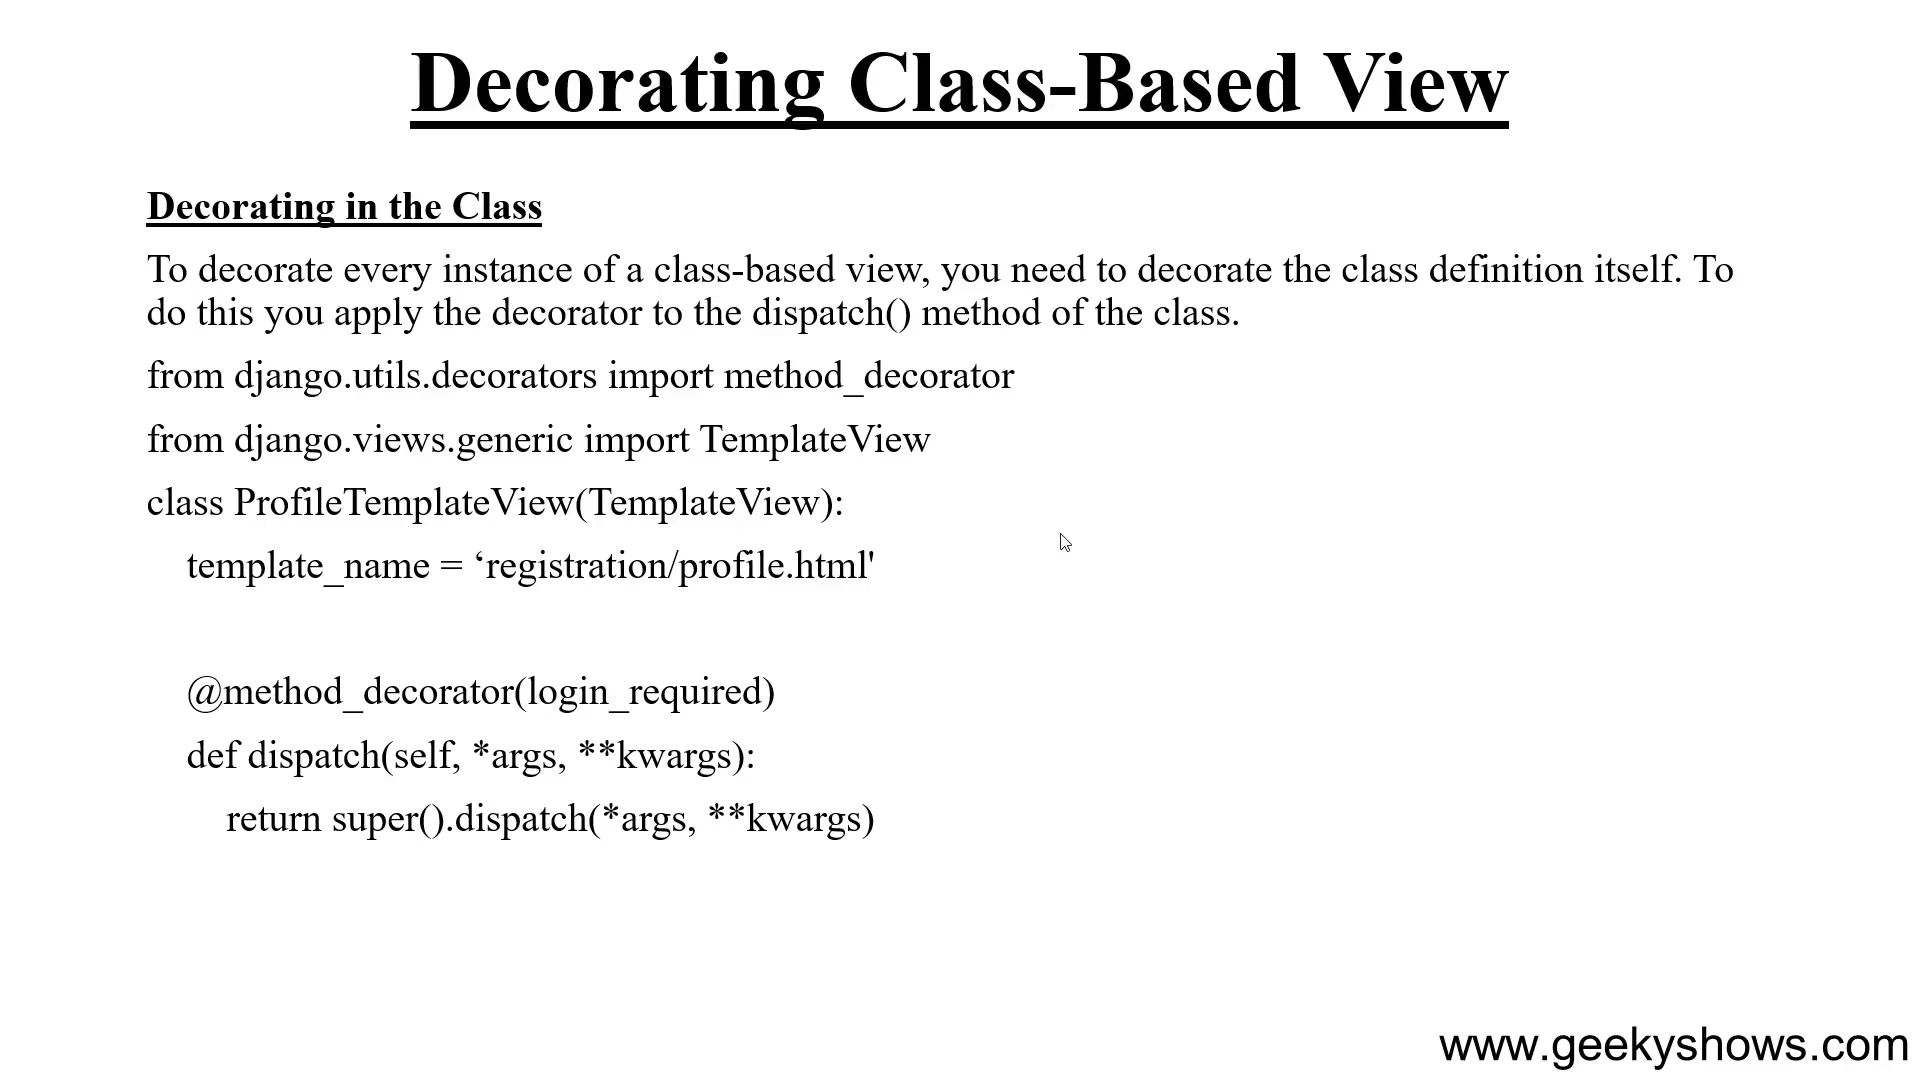 Decorating Class-Based View
Decorating in the Class
To decorate every instance of a class-based view, you need to decorate the class definition itself. To
do this you apply the decorator to the dispatch() method of the class.
from django.utils.decorators import method_decorator
from django.views.generic import TemplateView
class ProfileTemplateView(TemplateView):
template_name = ‘registration/profile.html'
@method_decorator(login_required)
def dispatch(self, *args, **kwargs):
return super().dispatch(*args, **kwargs)
www.geekyshows.com